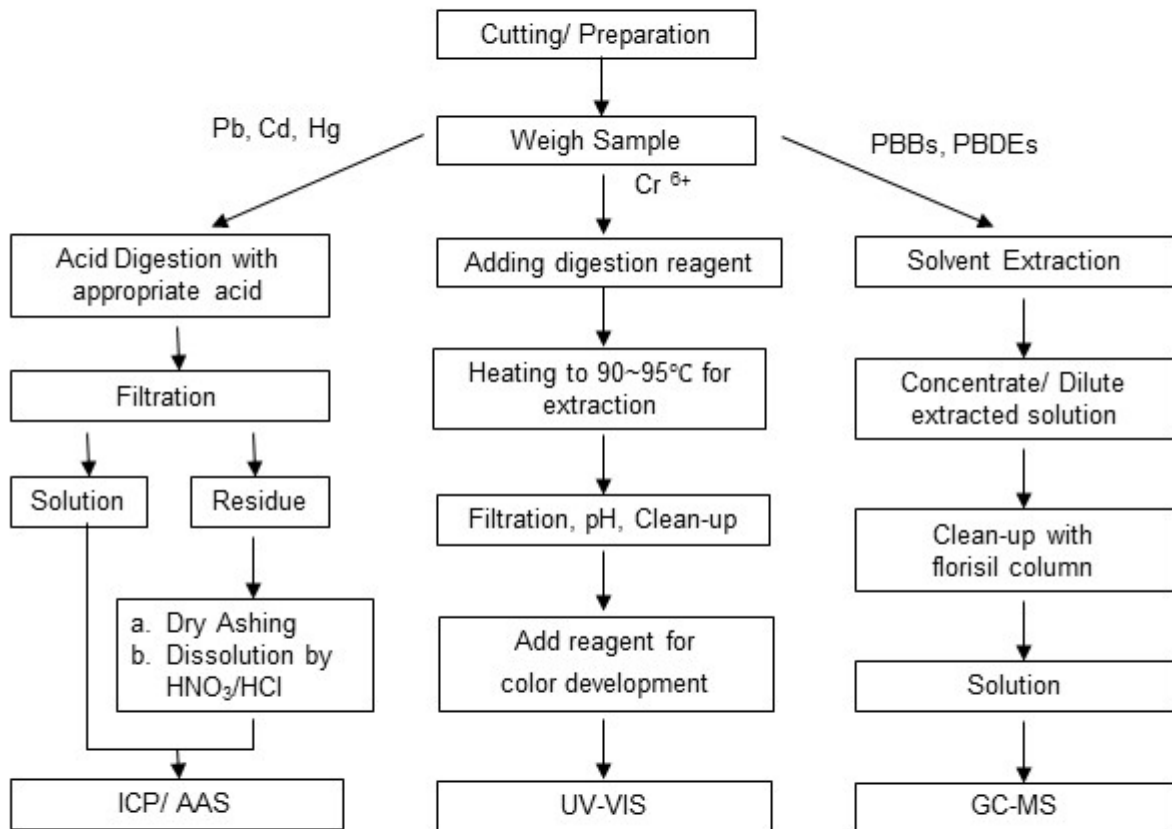 Cutting/ Preparation
Pb, Cd, Hg
Weigh Sample
PBBs, PBDEs
Cr ⁶⁺
Acid Digestion with
appropriate acid
Filtration
Solution
Residue
a. Dry Ashing
b. Dissolution by
HNO₃/HCl
ICP/ AAS
Adding digestion reagent
Heating to 90~95℃ for
extraction
Filtration, pH, Clean-up
Add reagent for
color development
UV-VIS
Solvent Extraction
Concentrate/ Dilute
extracted solution
Clean-up with
florisil column
Solution
GC-MS